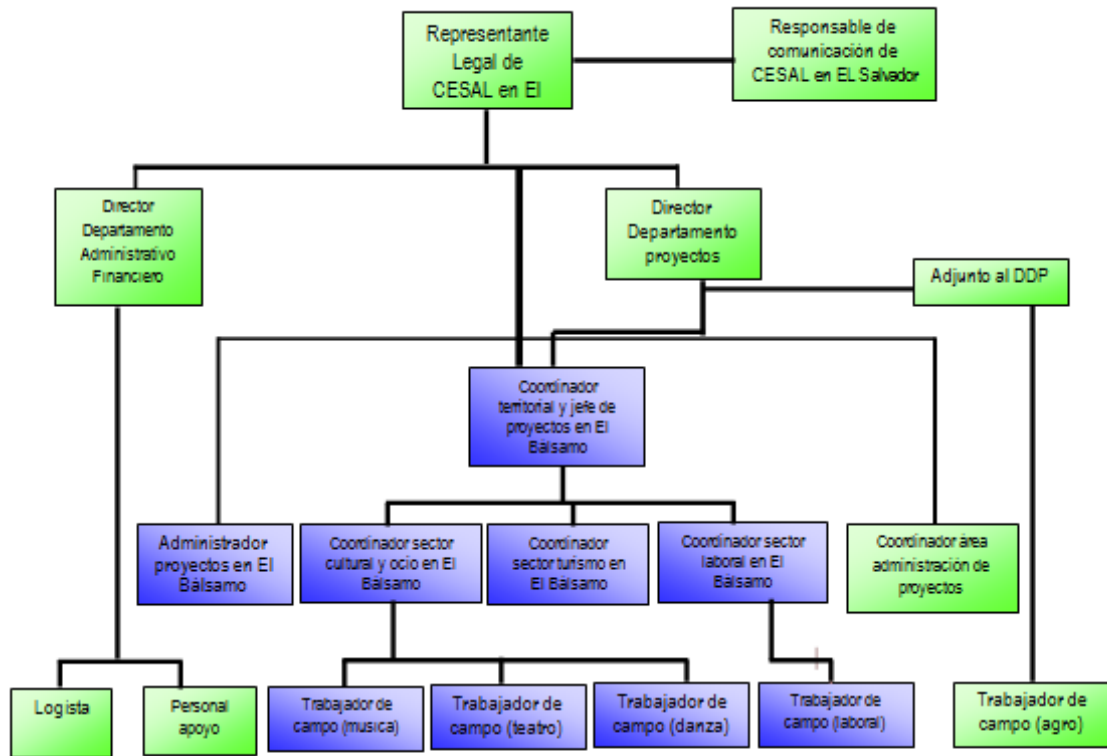 Representante
Legal de
CESAL en El
Responsable de
comunicación de
CESAL en EL Salvador
Director
Departamento
Administrativo
Financiero
Director
Departamento
proyectos
Adjunto al DDP
Coordinador
territorial y jefe de
proyectos en El
Bálsamo
Administrador
proyectos en El
Bálsamo
Coordinador sector
cultural y ocio en El
Bálsamo
Coordinador
sector turismo en
El Bálsamo
Coordinador sector
laboral en El
Bálsamo
Coordinador área
administración de
proyectos
Logista
Personal
apoyo
Trabajador de
campo (musica)
Trabajador de
campo (teatro)
Trabajador de
campo (danza)
Trabajador de
campo (laboral)
Trabajador de
campo (agro)